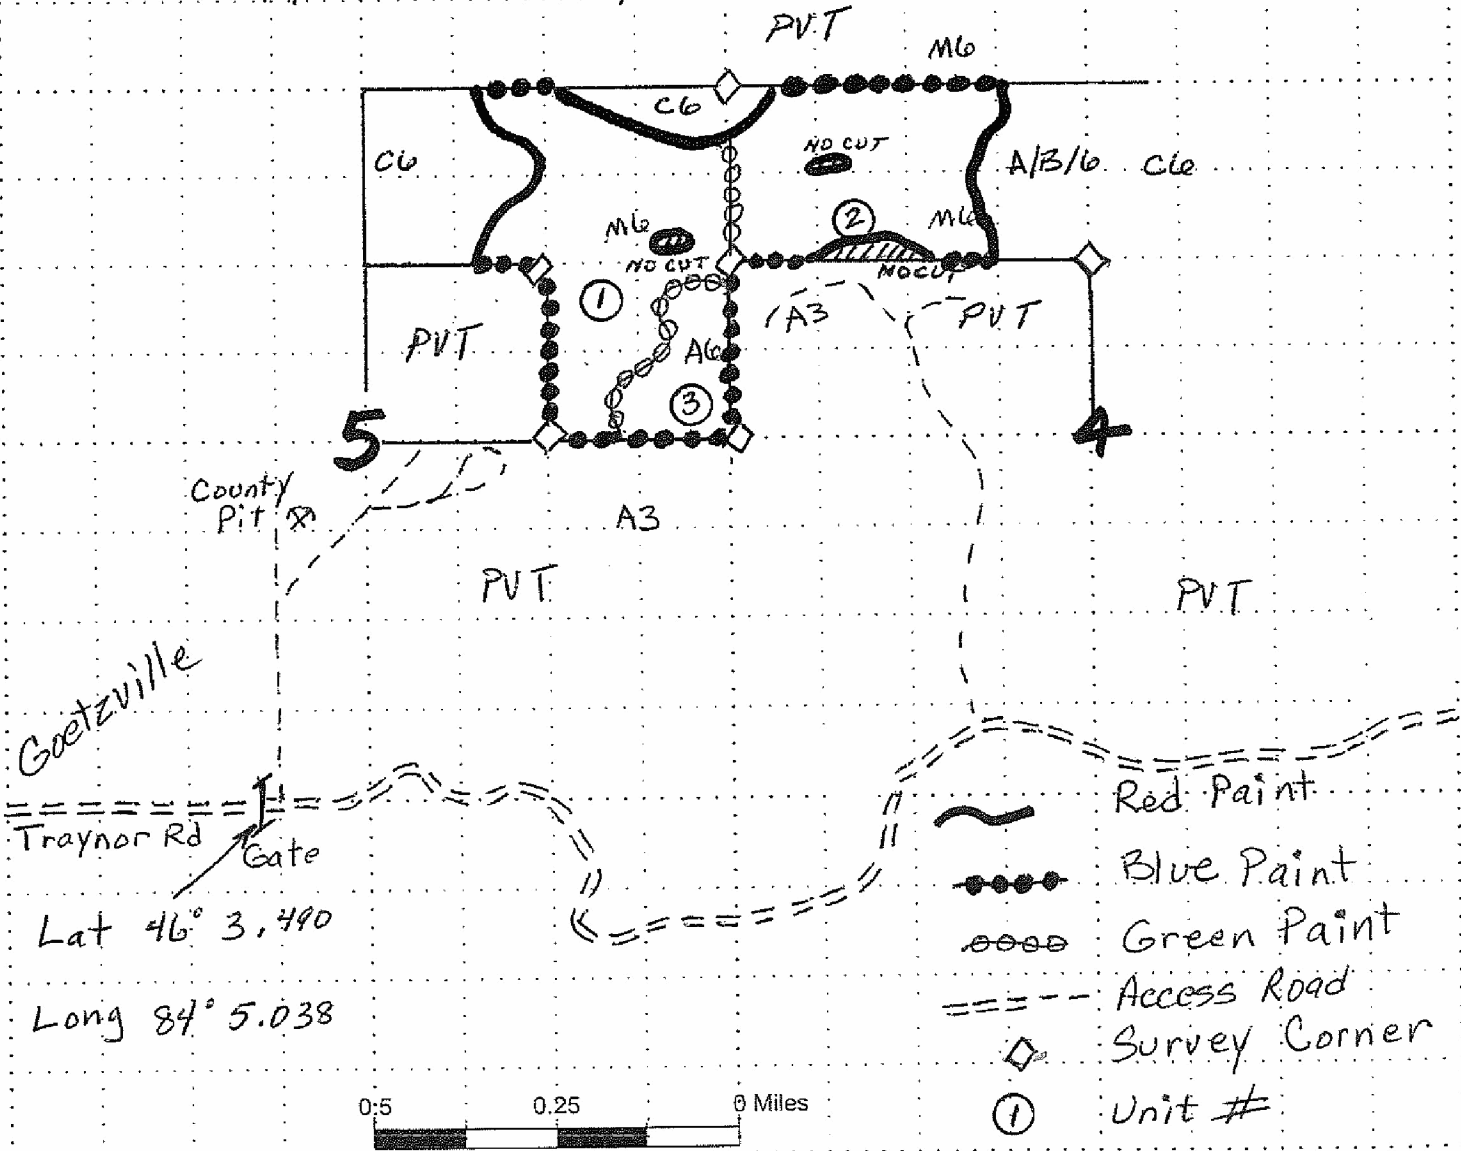 PVT
M6
C6
C6
NO CUT
A/B/6 C6
2
M6
M6
NO CUT
NO CUT
1
A3
PVT
PVT
A6
3
5
4
County
Pit
A3
PVT
PVT
Goetzville
Traynor Rd
Gate
Lat 46° 3.490
Long 84° 5.038
Red Paint
Blue Paint
Green Paint
Access Road
Survey Corner
1 Unit #
0.5 0.25 0 Miles